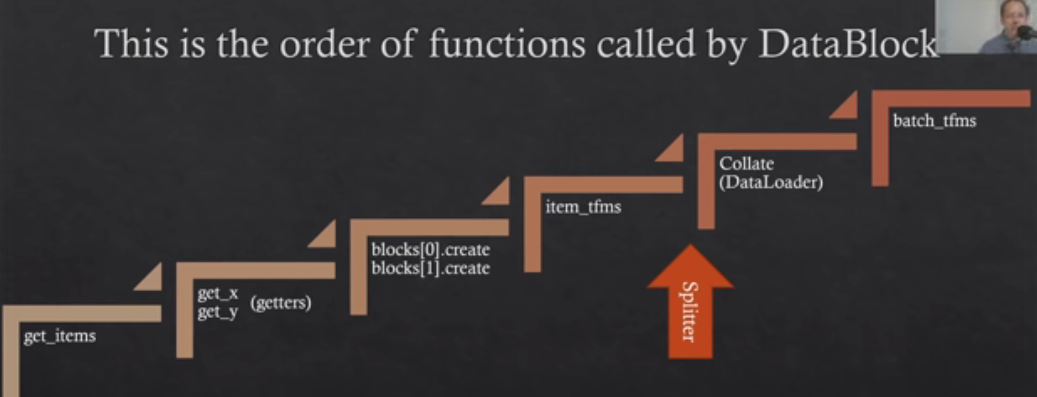 This is the order of functions called by DataBlock
get_items
get_x
get_y
(getters)
blocks[0].create
blocks[1].create
item_tfms
Splitter
Collate
(DataLoader)
batch_tfms